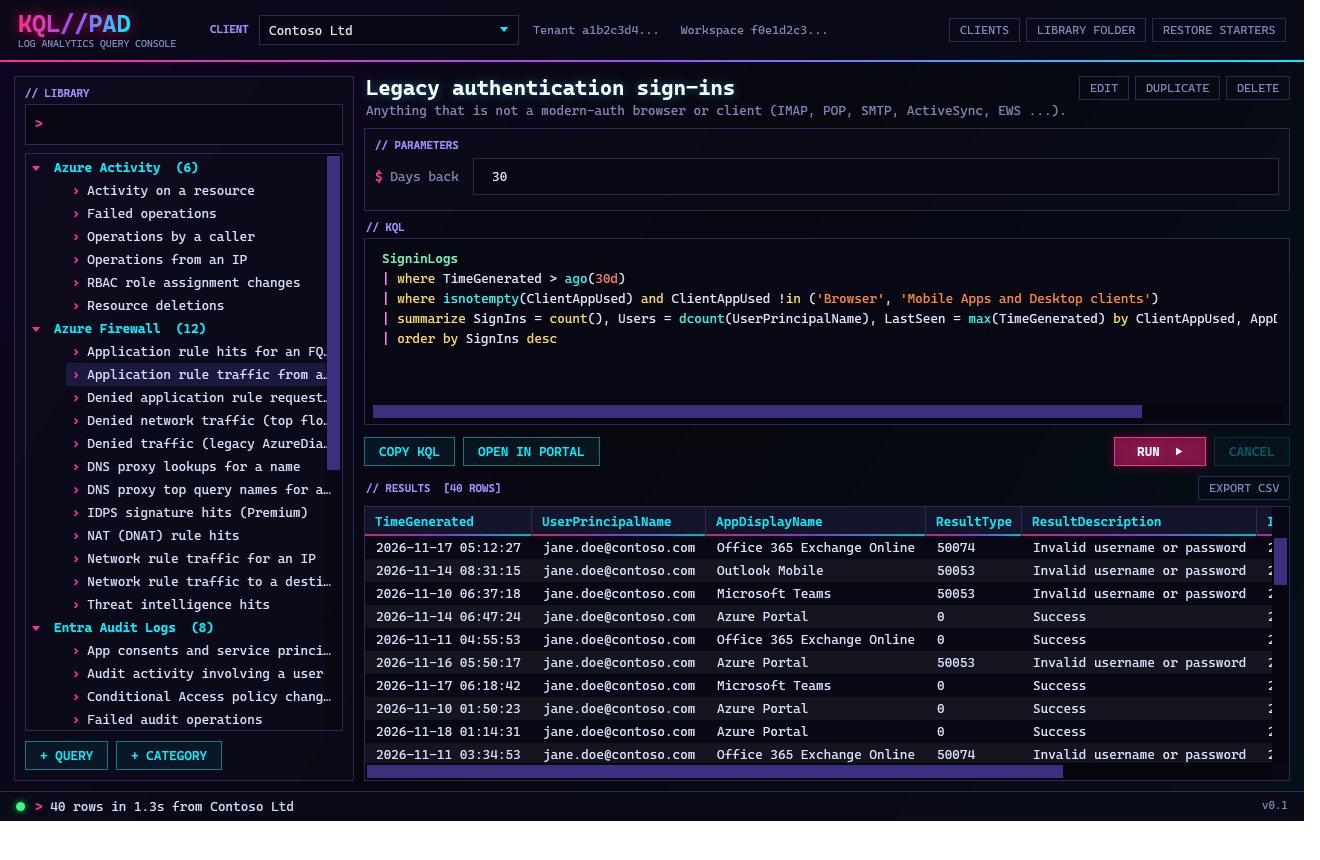 KQL//PAD
LOG ANALYTICS QUERY CONSOLE
CLIENT
Contoso Ltd
Tenant a1b2c3d4...
Workspace f0e1d2c3...
CLIENTS
LIBRARY FOLDER
RESTORE STARTERS
// LIBRARY
>
Azure Activity (6)
› Activity on a resource
› Failed operations
› Operations by a caller
› Operations from an IP
› RBAC role assignment changes
› Resource deletions
Azure Firewall (12)
› Application rule hits for an FQ…
› Application rule traffic from a…
› Denied application rule request…
› Denied network traffic (top flo…
› Denied traffic (legacy AzureDia…
› DNS proxy lookups for a name
› DNS proxy top query names for a…
› IDPS signature hits (Premium)
› NAT (DNAT) rule hits
› Network rule traffic for an IP
› Network rule traffic to a desti…
› Threat intelligence hits
Entra Audit Logs (8)
› App consents and service princi…
› Audit activity involving a user
› Conditional Access policy chang…
› Failed audit operations
+ QUERY
+ CATEGORY
Legacy authentication sign-ins
EDIT
DUPLICATE
DELETE
Anything that is not a modern-auth browser or client (IMAP, POP, SMTP, ActiveSync, EWS ...).
// PARAMETERS
$ Days back
30
// KQL
SigninLogs
| where TimeGenerated > ago(30d)
| where isnotempty(ClientAppUsed) and ClientAppUsed !in ('Browser', 'Mobile Apps and Desktop clients')
| summarize SignIns = count(), Users = dcount(UserPrincipalName), LastSeen = max(TimeGenerated) by ClientAppUsed,
| order by SignIns desc
COPY KQL
OPEN IN PORTAL
RUN
CANCEL
// RESULTS [40 ROWS]
EXPORT CSV
TimeGenerated UserPrincipalName AppDisplayName ResultType ResultDescription
2026-11-17 05:12:27 jane.doe@contoso.com Office 365 Exchange Online 50074 Invalid username or password
2026-11-14 08:31:15 jane.doe@contoso.com Outlook Mobile 50053 Invalid username or password
2026-11-10 06:37:18 jane.doe@contoso.com Microsoft Teams 50053 Invalid username or password
2026-11-14 06:47:24 jane.doe@contoso.com Azure Portal 0 Success
2026-11-11 04:55:53 jane.doe@contoso.com Office 365 Exchange Online 0 Success
2026-11-16 05:50:17 jane.doe@contoso.com Azure Portal 50053 Invalid username or password
2026-11-17 06:18:42 jane.doe@contoso.com Microsoft Teams 0 Success
2026-11-10 01:50:23 jane.doe@contoso.com Azure Portal 0 Success
2026-11-18 01:14:31 jane.doe@contoso.com Azure Portal 0 Success
2026-11-11 03:34:53 jane.doe@contoso.com Office 365 Exchange Online 50074 Invalid username or password
> 40 rows in 1.3s from Contoso Ltd
v0.1